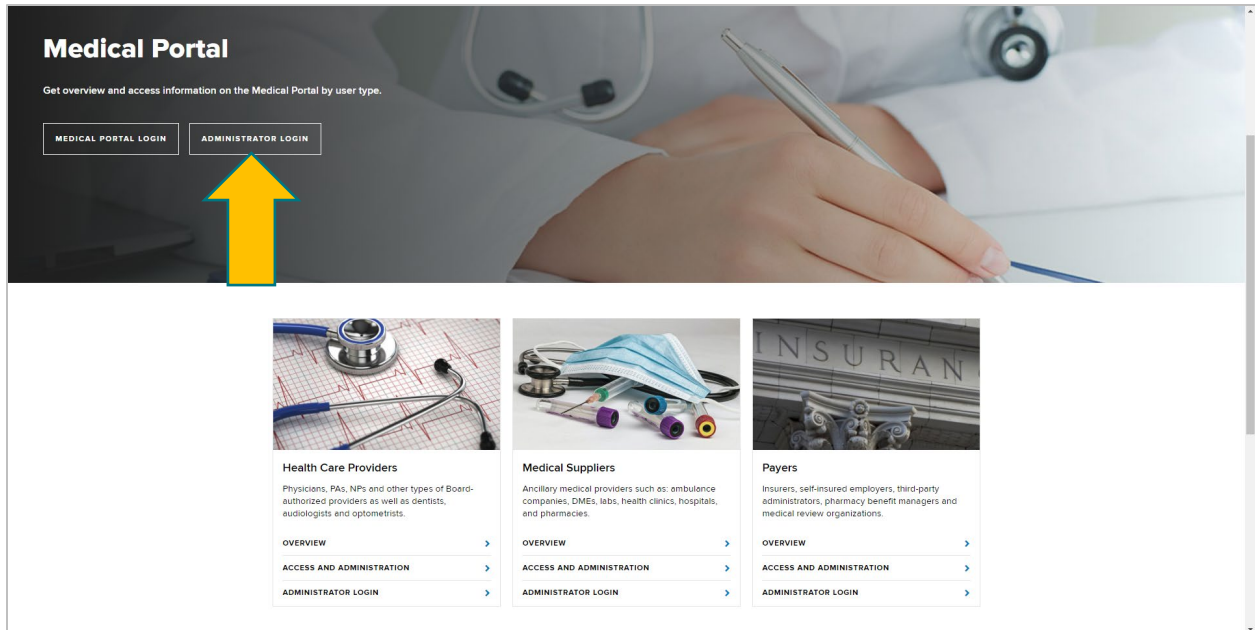 Medical Portal
Get overview and access information on the Medical Portal by user type.
MEDICAL PORTAL LOGIN
ADMINISTRATOR LOGIN
INSURAN
Health Care Providers
Physicians, PAs, NPs and other types of Board-
authorized providers as well as dentists,
audiologists and optometrists.
OVERVIEW
ACCESS AND ADMINISTRATION
ADMINISTRATOR LOGIN
Medical Suppliers
Ancillary medical providers such as: ambulance
companies, DMEs, labs, health clinics, hospitals,
and pharmacies.
OVERVIEW
ACCESS AND ADMINISTRATION
ADMINISTRATOR LOGIN
Payers
Insurers, self-insured employers, third-party
administrators, pharmacy benefit managers and
medical review organizations.
OVERVIEW
ACCESS AND ADMINISTRATION
ADMINISTRATOR LOGIN